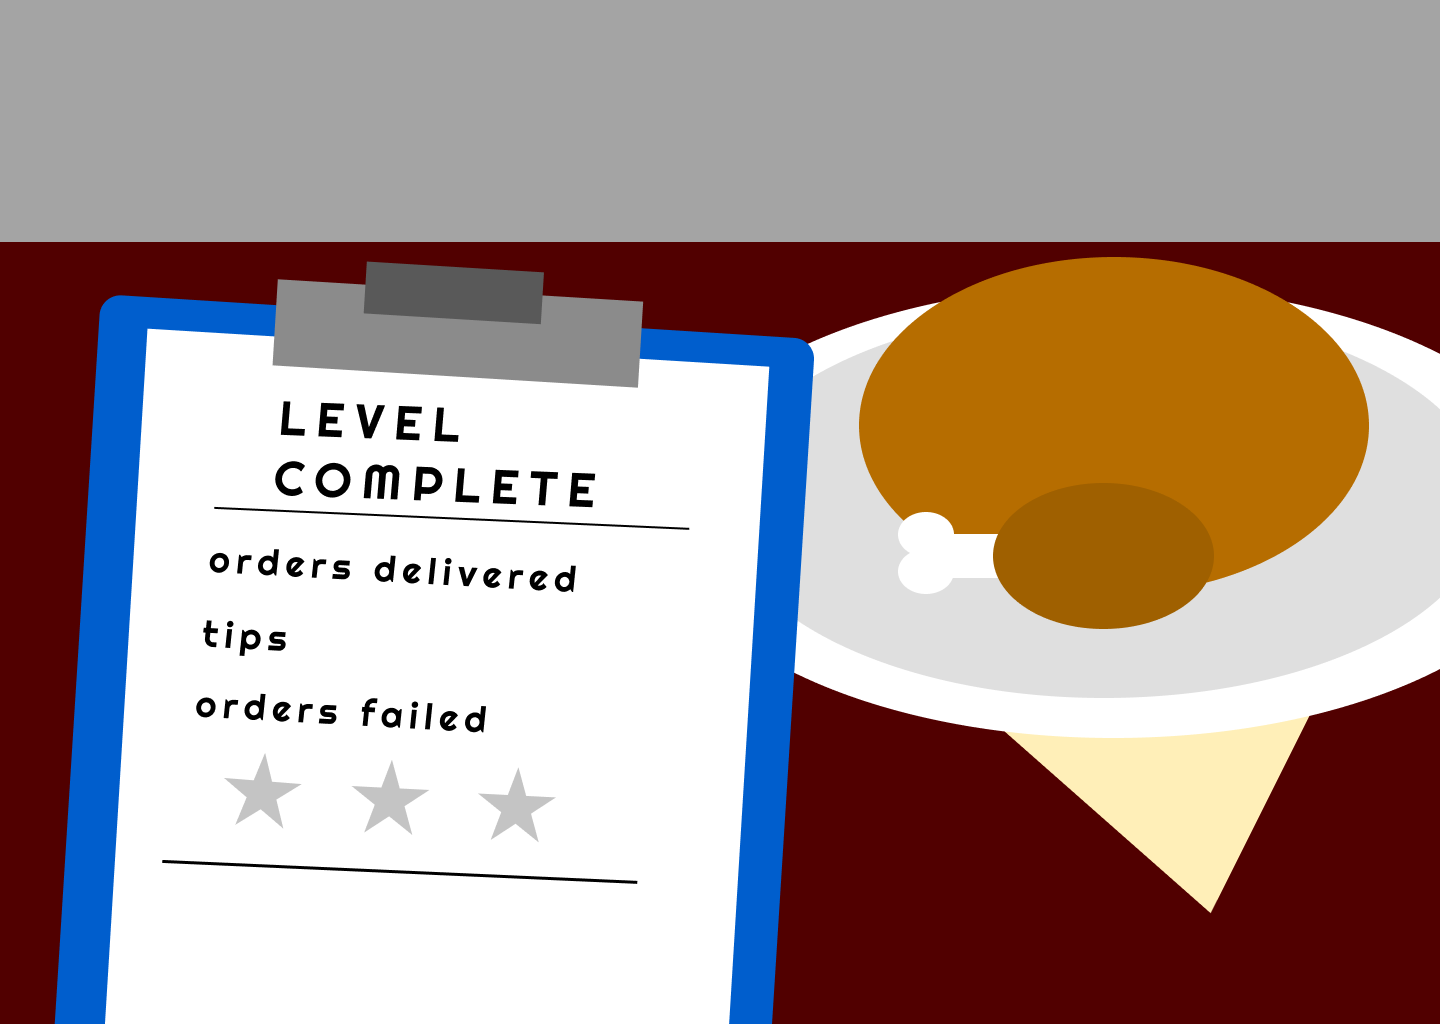 LEVEL
COMPLETE
orders delivered
tips
orders failed